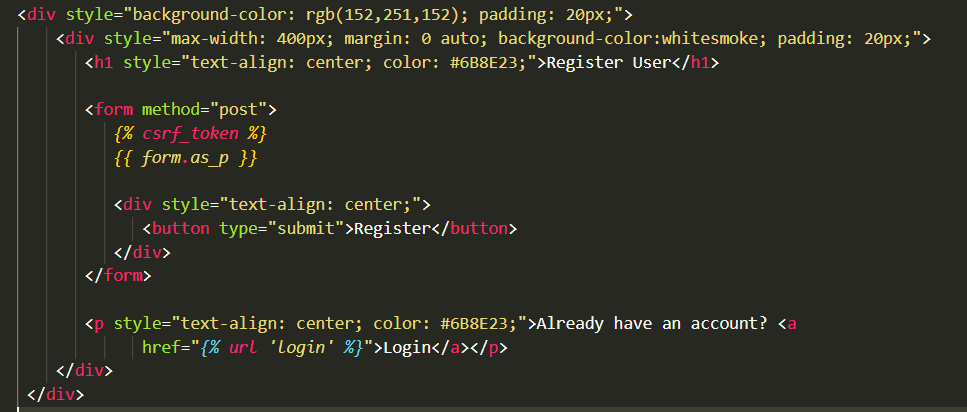 <div style="background-color: rgb(152,251,152); padding: 20px;">
<div style="max-width: 400px; margin: 0 auto; background-color:whitesmoke; padding: 20px;">
<h1 style="text-align: center; color: #6B8E23;">Register User</h1>
<form method="post">
{% csrf_token %}
{{ form.as_p }}
<div style="text-align: center;">
<button type="submit">Register</button>
</div>
</form>
<p style="text-align: center; color: #6B8E23;">Already have an account? <a
href="{% url 'login' %}">Login</a></p>
</div>
</div>